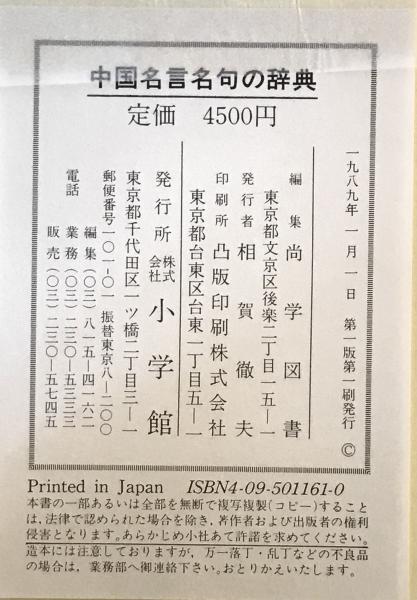 中国名言名句の辞典
定価 4500円
一九八九年一月一日 第一版第一刷発行 ©
編集 尚学図書
東京都文京区後楽二丁目一五—一
発行者 相賀徹夫
印刷所 凸版印刷株式会社
東京都台東区台東一丁目五—一
発行所 株式会社 小学館
東京都千代田区一ツ橋二丁目三—一
郵便番号一〇一-〇一 振替東京八—二〇〇
電話 編集(〇三)八一五—四一六二
業務(〇三)二三〇—五三三三
販売(〇三)二三〇—五七四五
Printed in Japan ISBN4-09-501161-0
本書の一部あるいは全部を無断で複写複製(コピー)すること
は,法律で認められた場合を除き,著作者および出版者の権利
侵害となります。あらかじめ小社あて許諾を求めてください。
造本には注意しておりますが,万一落丁・乱丁などの不良品
の場合は,業務部へ御連絡下さい。おとりかえいたします。